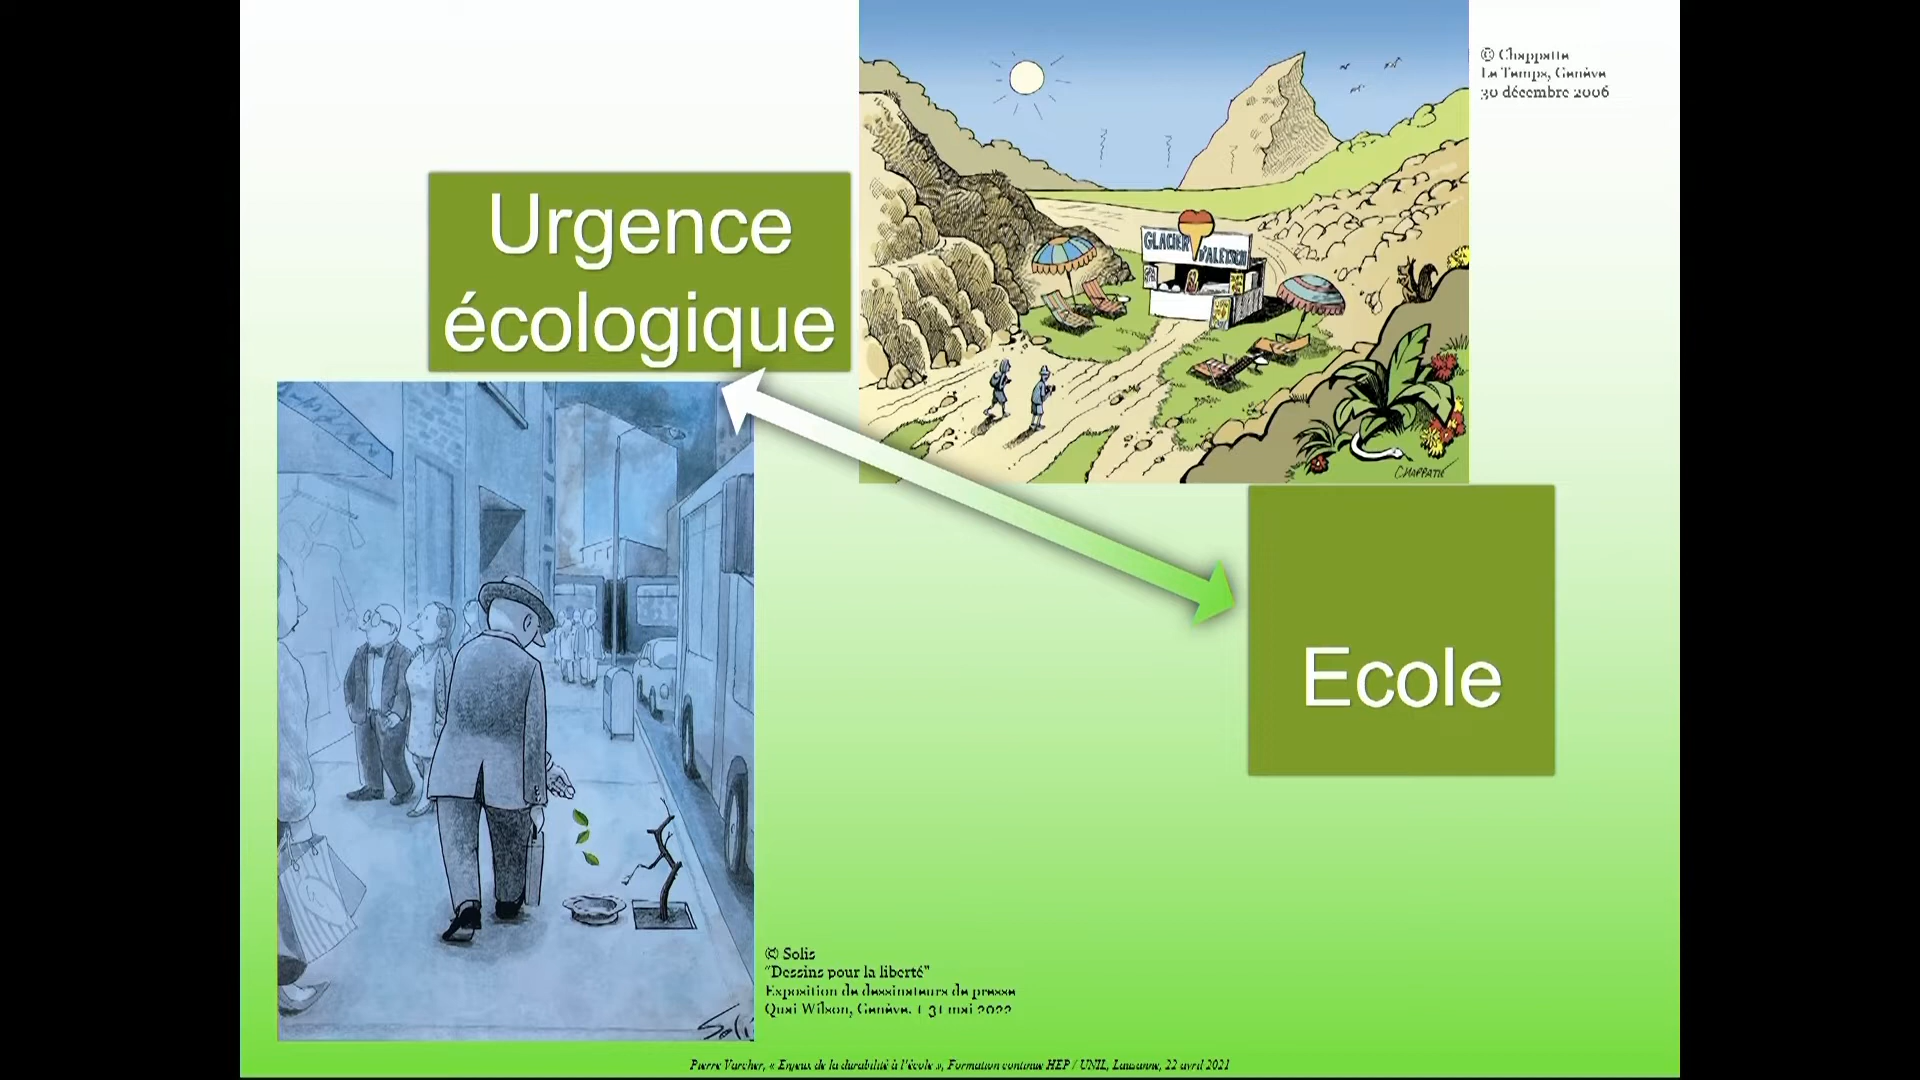 © Chappatte
Le Temps, Genève
30 décembre 2006
Urgence
écologique
GLACIER D'ALETSCH
CHAPPATTE
Ecole
© Solis
"Dessins pour la liberté"
Exposition de dessinateurs de presse
Quai Wilson, Genève. 1 31 mai 2022
Solis
Pierre Varcher, « Enjeux de la durabilité à l'école », Formation continue HEP / UNIL, Lausanne, 22 avril 2021